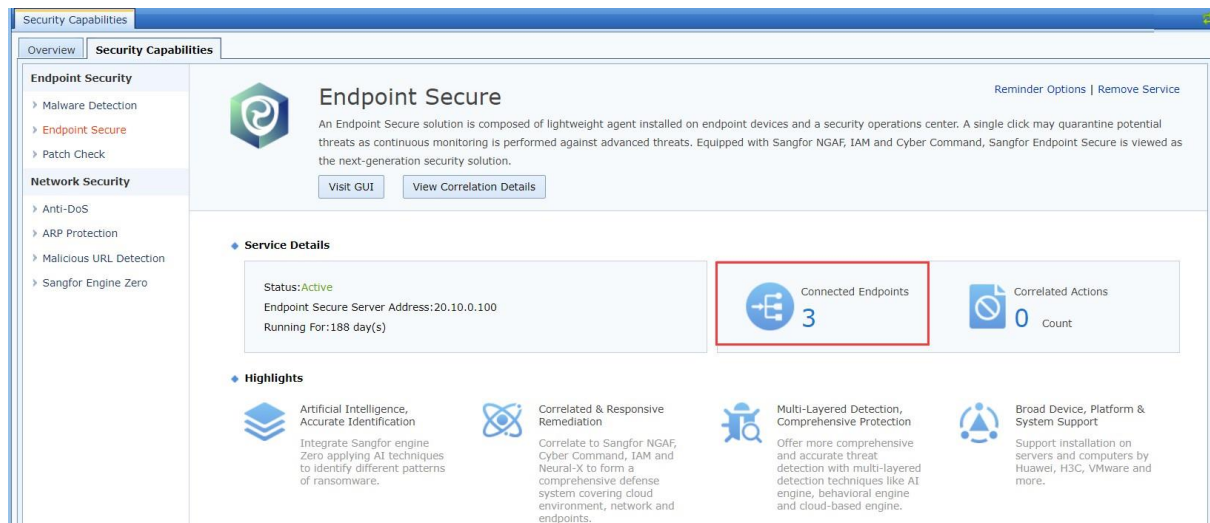 Security Capabilities
Overview
Security Capabilities
Endpoint Security
Malware Detection
Endpoint Secure
Patch Check
Network Security
Anti-DoS
ARP Protection
Malicious URL Detection
Sangfor Engine Zero
Endpoint Secure
Reminder Options | Remove Service
An Endpoint Secure solution is composed of lightweight agent installed on endpoint devices and a security operations center. A single click may quarantine potential
threats as continuous monitoring is performed against advanced threats. Equipped with Sangfor NGAF, IAM and Cyber Command, Sangfor Endpoint Secure is viewed as
the next-generation security solution.
Visit GUI
View Correlation Details
Service Details
Status:Active
Endpoint Secure Server Address:20.10.0.100
Running For:188 day(s)
Connected Endpoints
3
Correlated Actions
0 Count
Highlights
Artificial Intelligence,
Accurate Identification
Integrate Sangfor engine
Zero applying AI techniques
to identify different patterns
of ransomware.
Correlated & Responsive
Remediation
Correlate to Sangfor NGAF,
Cyber Command, IAM and
Neural-X to form a
comprehensive defense
system covering cloud
environment, network and
endpoints.
Multi-Layered Detection,
Comprehensive Protection
Offer more comprehensive
and accurate threat
detection with multi-layered
detection techniques like AI
engine, behavioral engine
and cloud-based engine.
Broad Device, Platform &
System Support
Support installation on
servers and computers by
Huawei, H3C, VMware and
more.